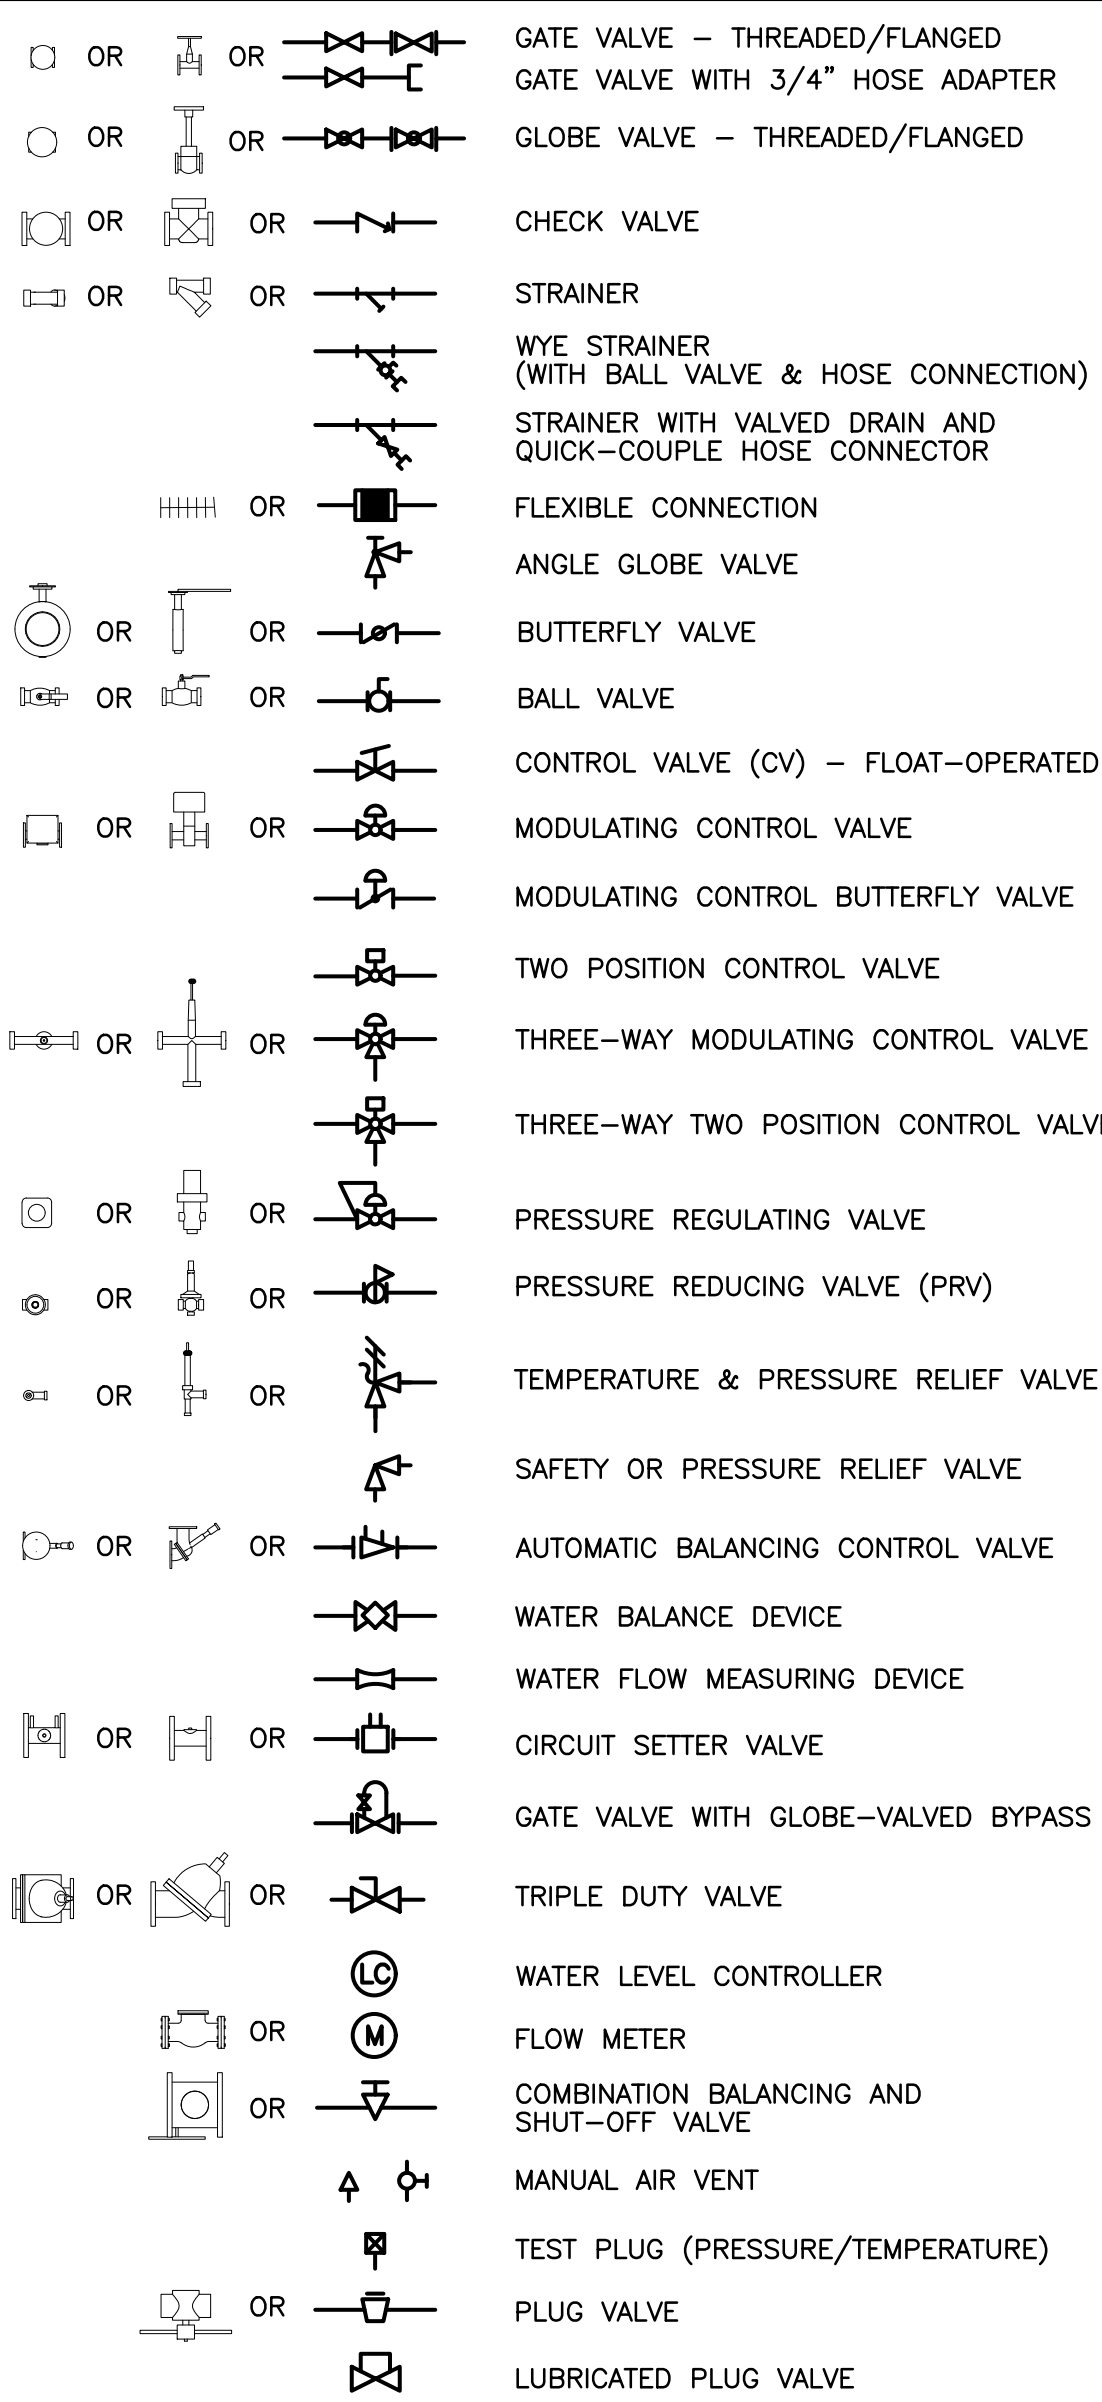 OR OR GATE VALVE - THREADED/FLANGED
GATE VALVE WITH 3/4" HOSE ADAPTER
OR OR GLOBE VALVE - THREADED/FLANGED
OR OR CHECK VALVE
OR OR STRAINER
WYE STRAINER
(WITH BALL VALVE & HOSE CONNECTION)
STRAINER WITH VALVED DRAIN AND
QUICK-COUPLE HOSE CONNECTOR
OR FLEXIBLE CONNECTION
ANGLE GLOBE VALVE
OR OR BUTTERFLY VALVE
OR OR BALL VALVE
CONTROL VALVE (CV) - FLOAT-OPERATED
OR OR MODULATING CONTROL VALVE
MODULATING CONTROL BUTTERFLY VALVE
TWO POSITION CONTROL VALVE
OR OR THREE-WAY MODULATING CONTROL VALVE
THREE-WAY TWO POSITION CONTROL VALVE
OR OR PRESSURE REGULATING VALVE
OR OR PRESSURE REDUCING VALVE (PRV)
OR OR TEMPERATURE & PRESSURE RELIEF VALVE
SAFETY OR PRESSURE RELIEF VALVE
OR OR AUTOMATIC BALANCING CONTROL VALVE
WATER BALANCE DEVICE
WATER FLOW MEASURING DEVICE
OR OR CIRCUIT SETTER VALVE
GATE VALVE WITH GLOBE-VALVED BYPASS
OR OR TRIPLE DUTY VALVE
LC WATER LEVEL CONTROLLER
OR M FLOW METER
OR COMBINATION BALANCING AND
SHUT-OFF VALVE
MANUAL AIR VENT
TEST PLUG (PRESSURE/TEMPERATURE)
OR PLUG VALVE
LUBRICATED PLUG VALVE